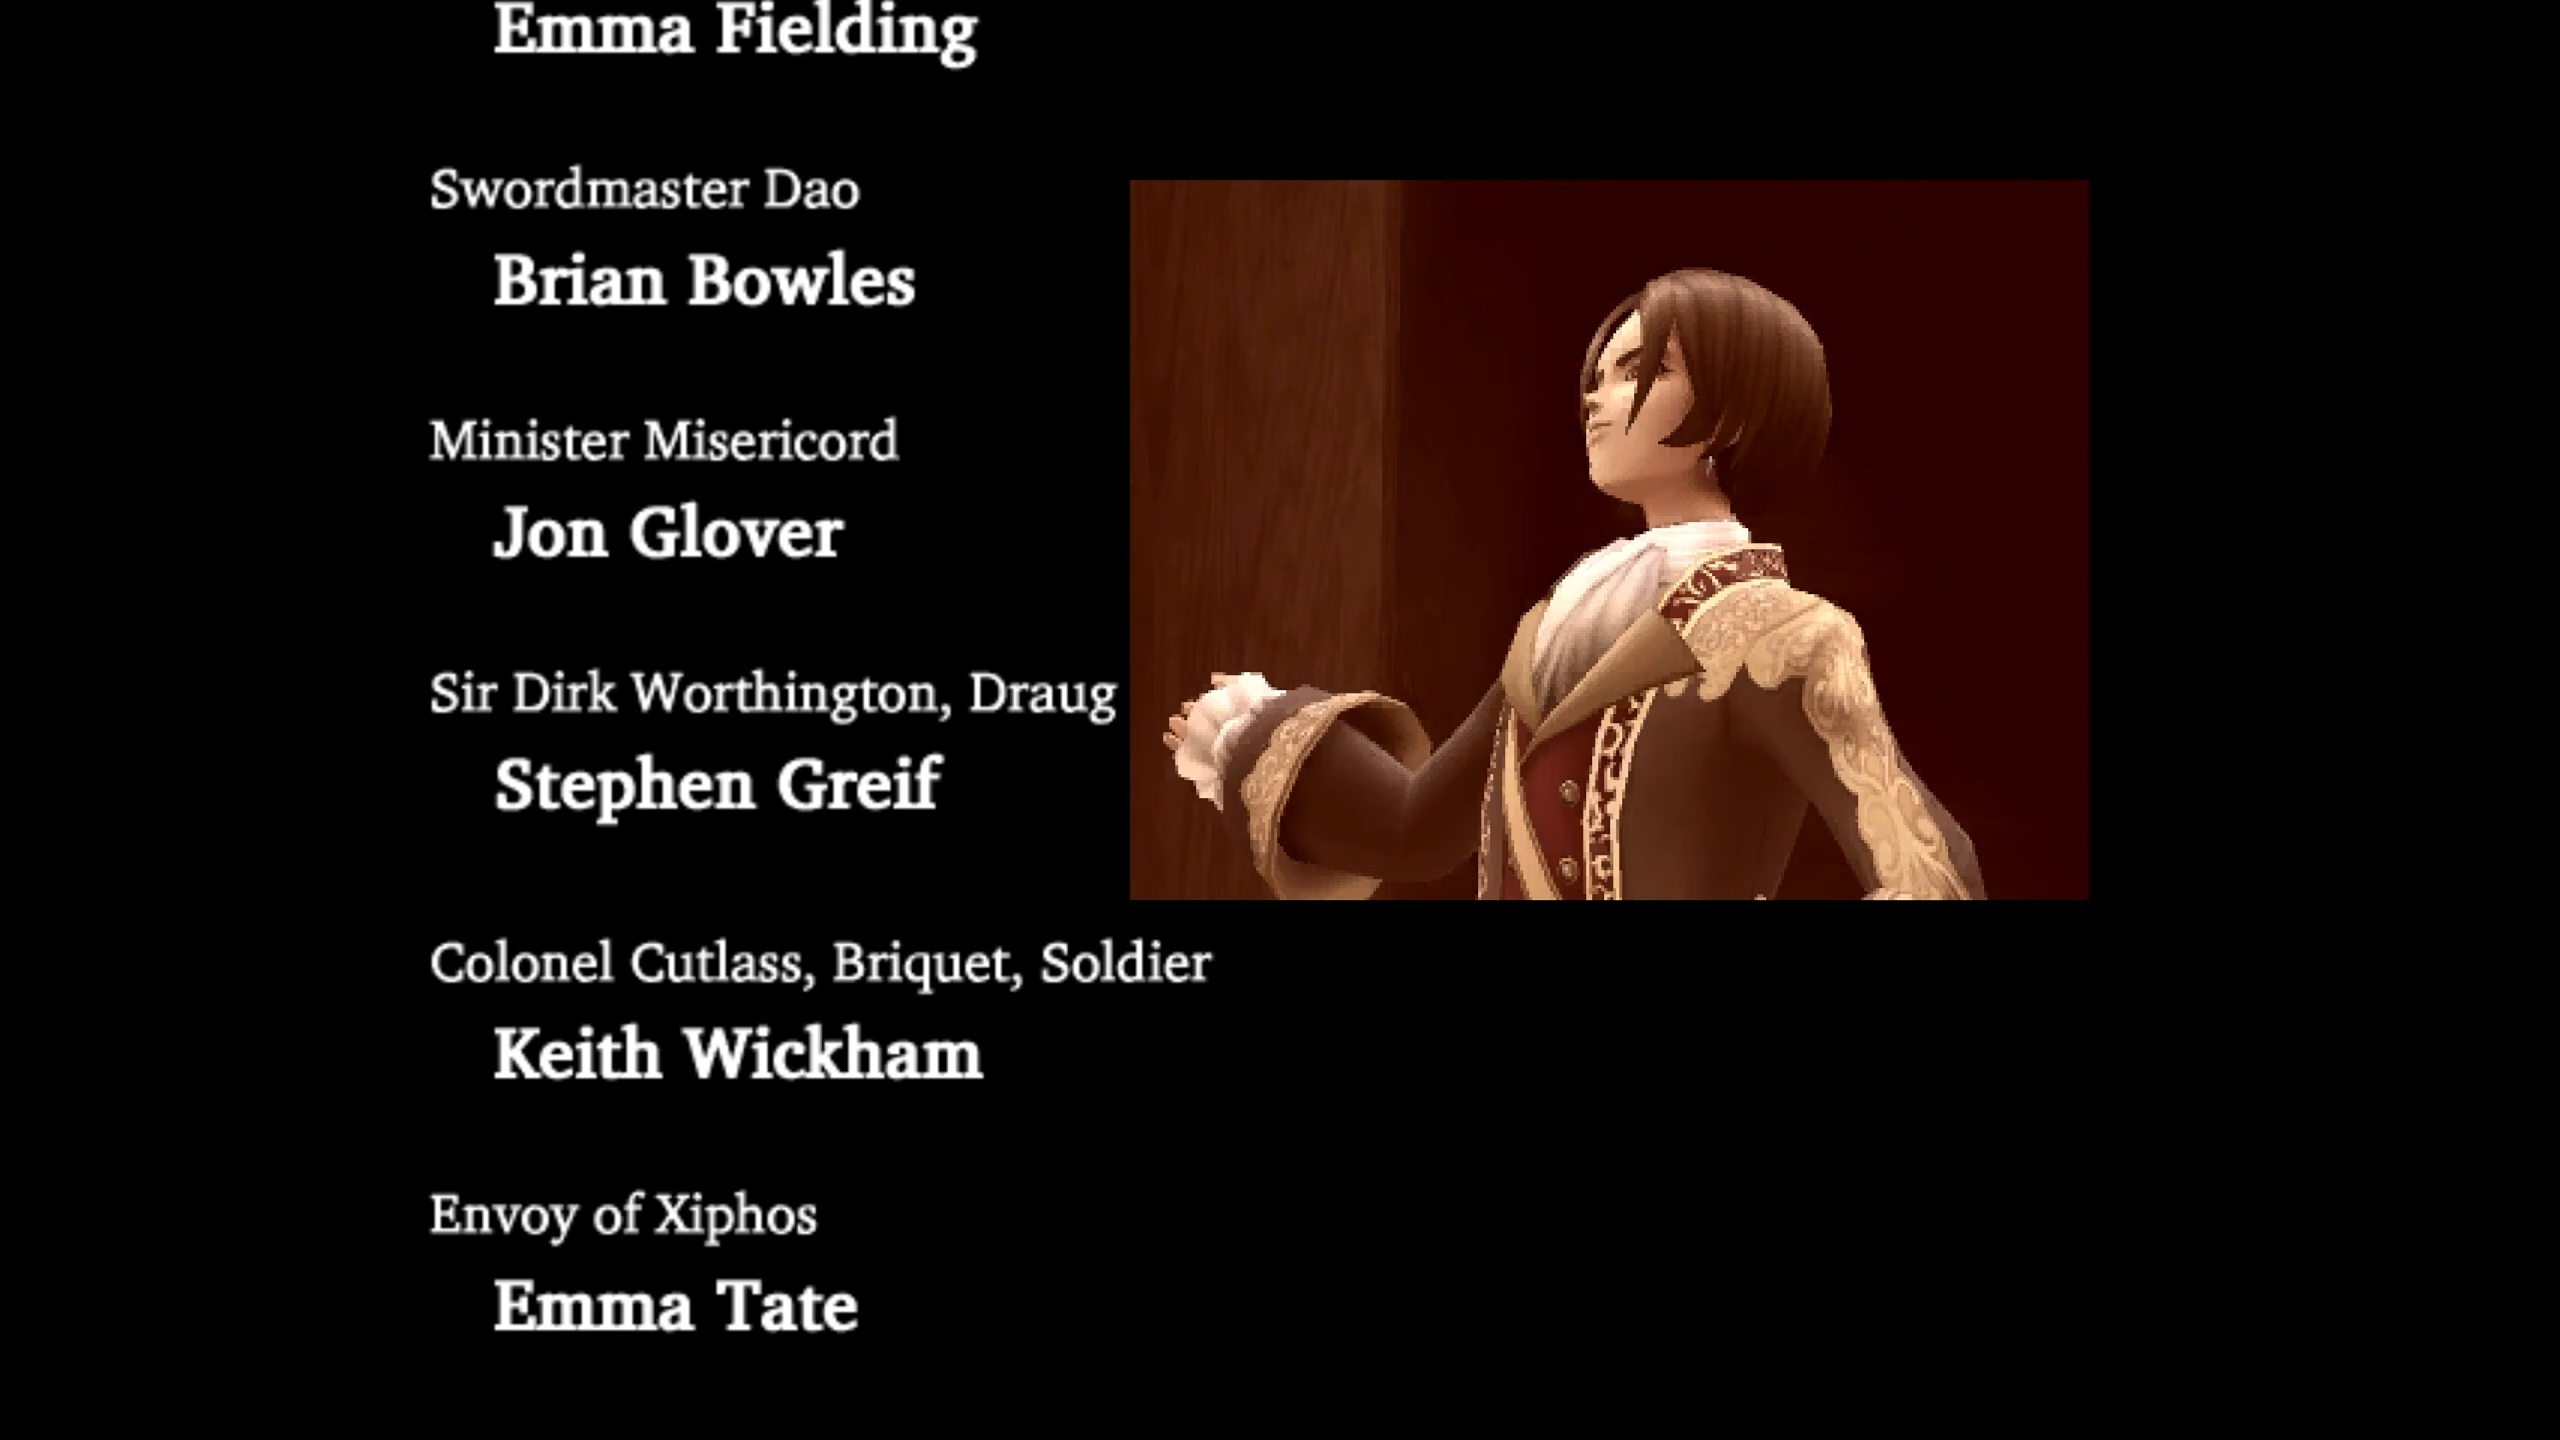 Emma Fielding
Swordmaster Dao
Brian Bowles
Minister Misericord
Jon Glover
Sir Dirk Worthington, Draug
Stephen Greif
Colonel Cutlass, Briquet, Soldier
Keith Wickham
Envoy of Xiphos
Emma Tate